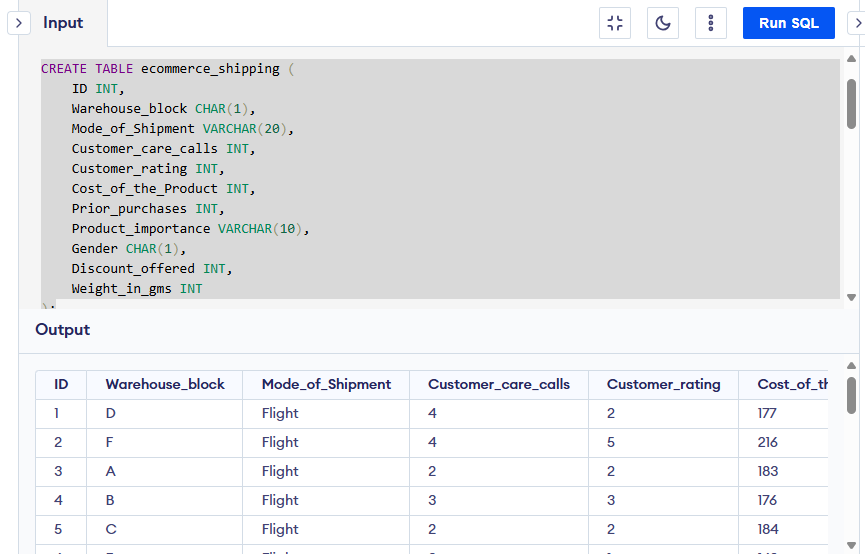 Input
Run SQL
CREATE TABLE ecommerce_shipping (
ID INT,
Warehouse_block CHAR(1),
Mode_of_Shipment VARCHAR(20),
Customer_care_calls INT,
Customer_rating INT,
Cost_of_the_Product INT,
Prior_purchases INT,
Product_importance VARCHAR(10),
Gender CHAR(1),
Discount_offered INT,
Weight_in_gms INT
);
Output
ID Warehouse_block Mode_of_Shipment Customer_care_calls Customer_rating Cost_of_th
1 D Flight 4 2 177
2 F Flight 4 5 216
3 A Flight 2 2 183
4 B Flight 3 3 176
5 C Flight 2 2 184